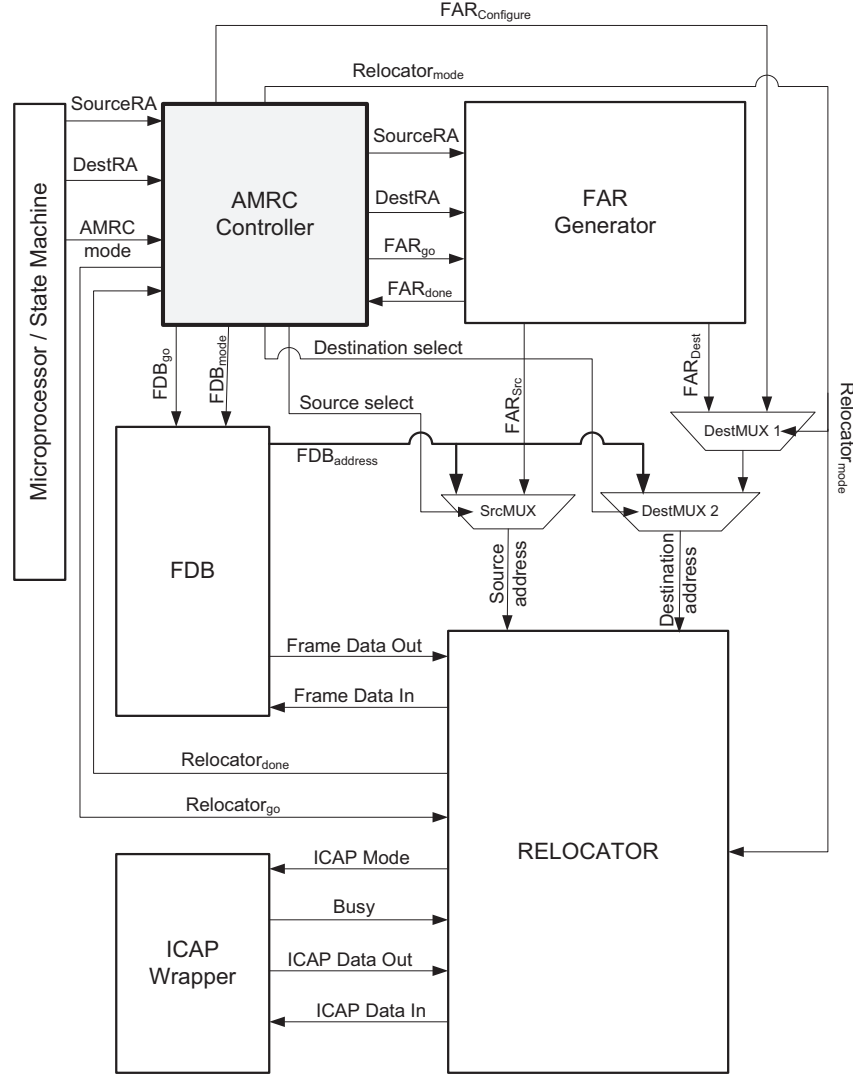 FARConfigure
Relocatormode
SourceRA
DestRA
AMRC
mode
Microprocessor / State Machine
AMRC
Controller
SourceRA
DestRA
FARgo
FARdone
FAR
Generator
FDBgo
FDBmode
Destination select
Source select
FARSrc
FARDest
Relocatormode
DestMUX 1
FDBaddress
SrcMUX
DestMUX 2
FDB
Source
address
Destination
address
Frame Data Out
Frame Data In
Relocatordone
Relocatorgo
RELOCATOR
ICAP Mode
Busy
ICAP
Wrapper
ICAP Data Out
ICAP Data In